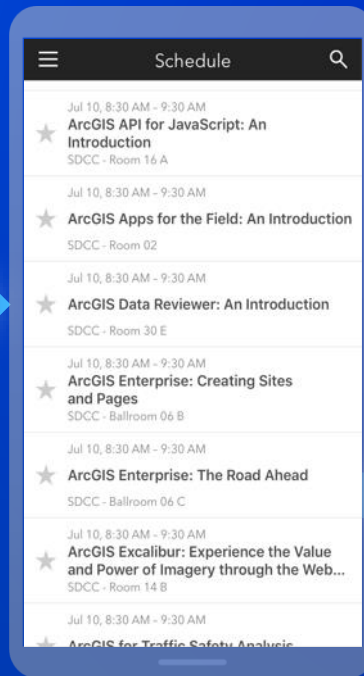 Schedule
Jul 10, 8:30 AM - 9:30 AM
ArcGIS API for JavaScript: An
Introduction
SDCC - Room 16 A
Jul 10, 8:30 AM - 9:30 AM
ArcGIS Apps for the Field: An Introduction
SDCC - Room 02
Jul 10, 8:30 AM - 9:30 AM
ArcGIS Data Reviewer: An Introduction
SDCC - Room 30 E
Jul 10, 8:30 AM - 9:30 AM
ArcGIS Enterprise: Creating Sites
and Pages
SDCC - Ballroom 06 B
Jul 10, 8:30 AM - 9:30 AM
ArcGIS Enterprise: The Road Ahead
SDCC - Ballroom 06 C
Jul 10, 8:30 AM - 9:30 AM
ArcGIS Excalibur: Experience the Value
and Power of Imagery through the Web...
SDCC - Room 14 B
Jul 10, 8:30 AM - 9:30 AM
ArcGIS for Traffic Safety Analysis